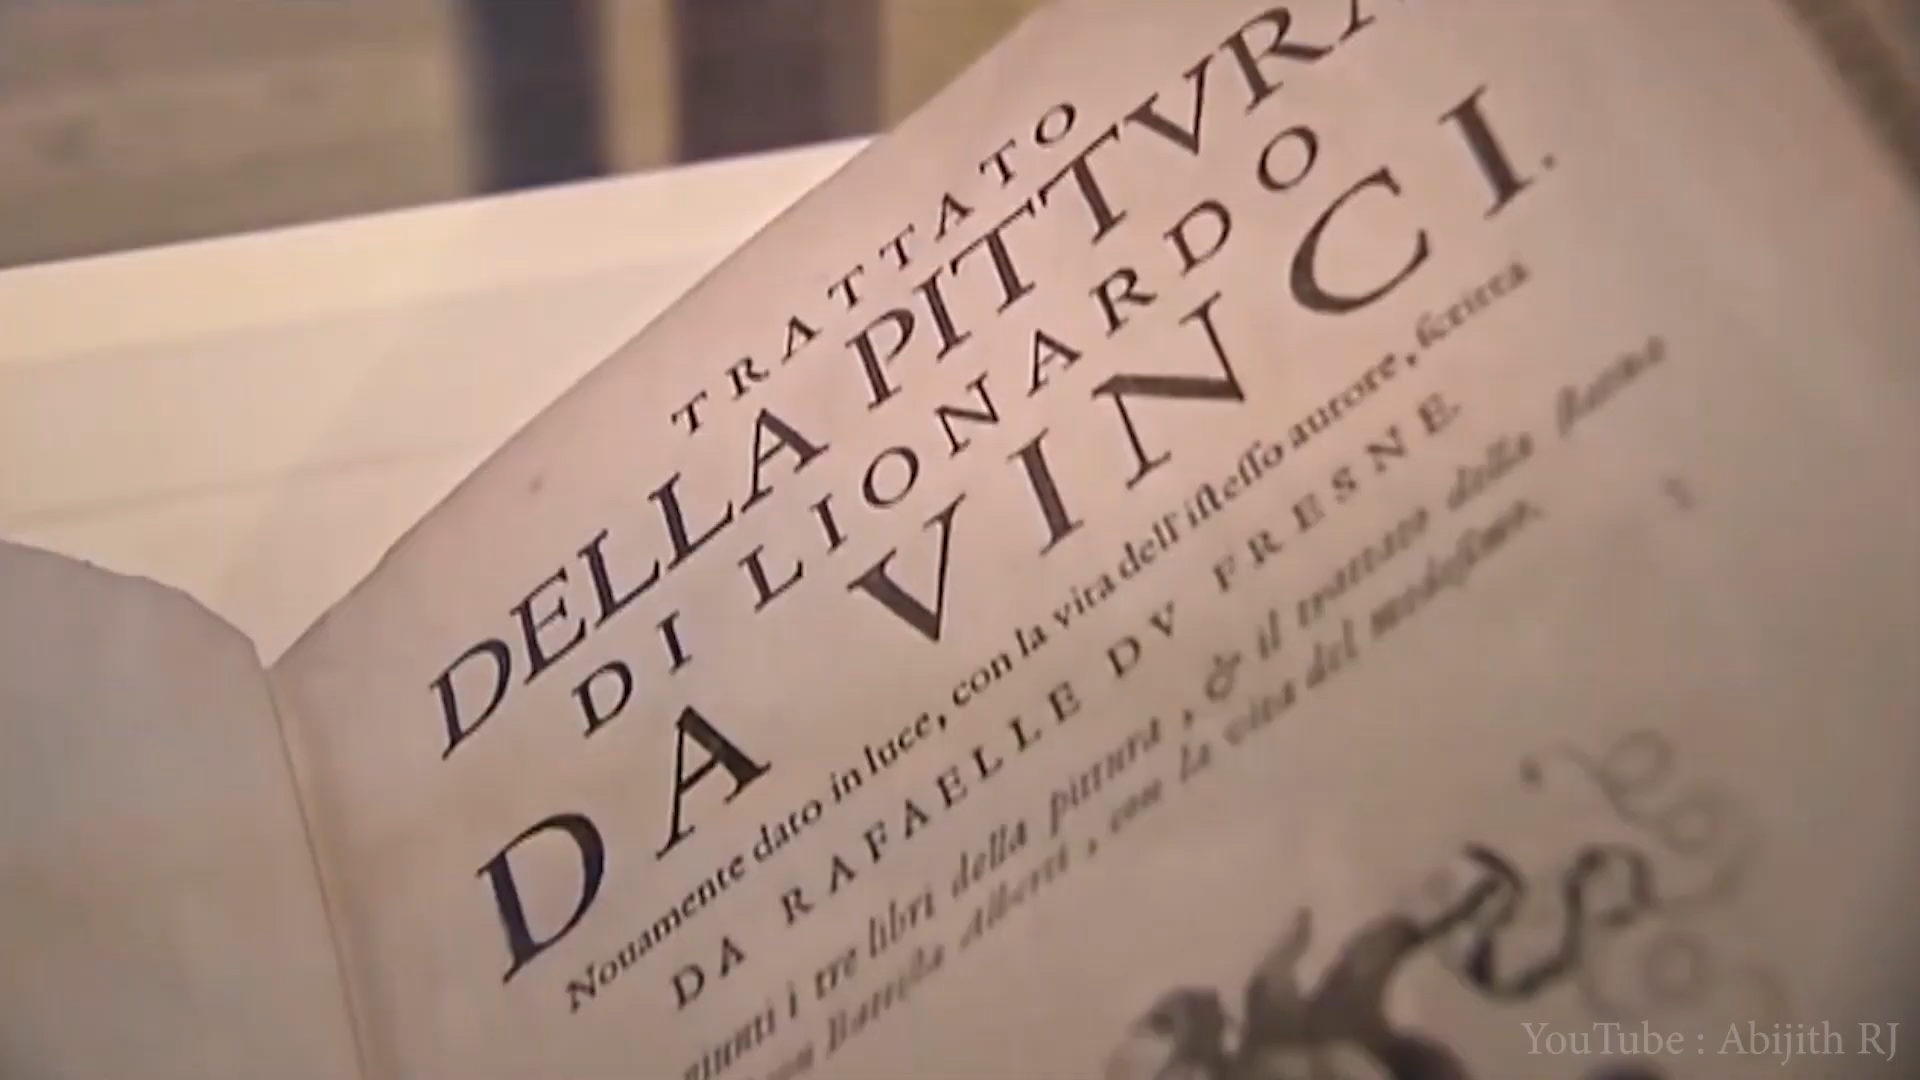 TRATTATO
DELLA PITTVRA
DI LIONARDO
DA VINCI.
Nouamente dato in luce, con la vita dell' iſteſſo autore, ſcritta
DA RAFAELLE DV FRESNE
giunti i tre libri della pittura, & il trattato della ſtatua
Battiſta Alberti, con la vita del medeſimo.
YouTube : Abijith RJ